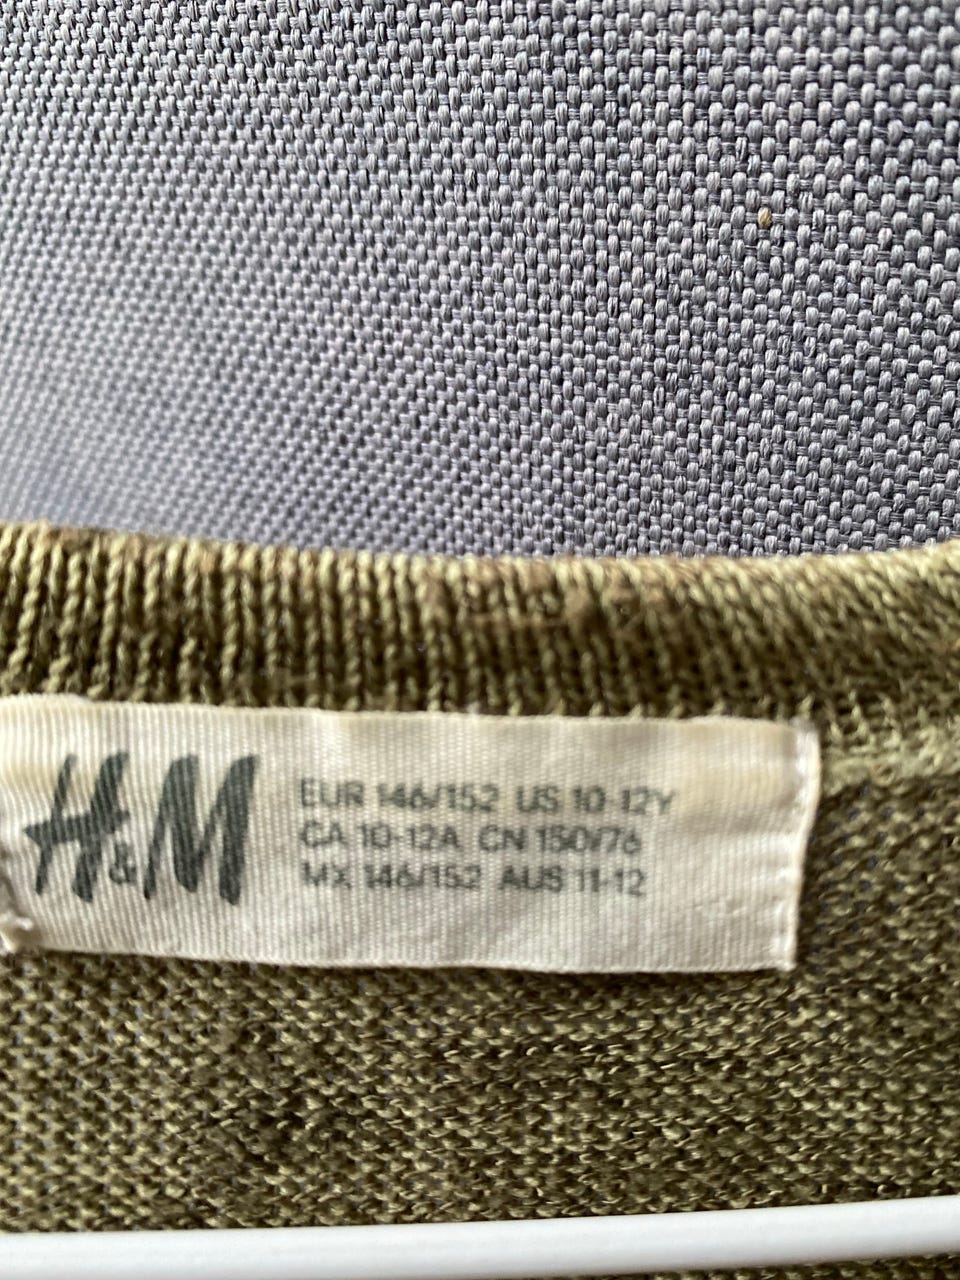 H&M
EUR 146/152 US 10-12Y
CA 10-12A CN 150/76
MX 146/152 AUS 11-12